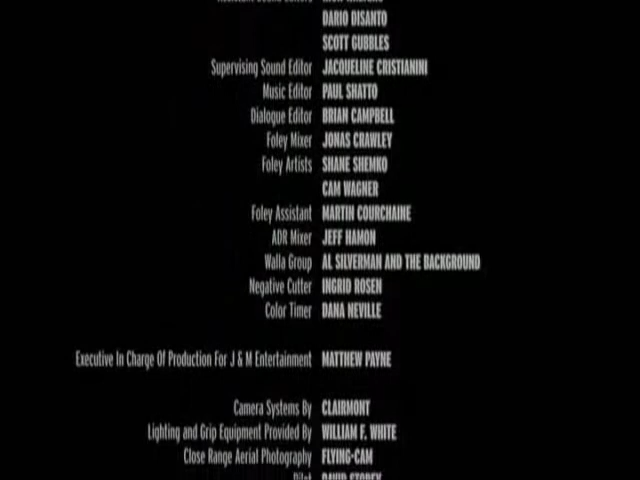 DARIO DISANTO
SCOTT GUBBLES
Supervising Sound Editor JACQUELINE CRISTIANINI
Music Editor PAUL SHATTO
Dialogue Editor BRIAN CAMPBELL
Foley Mixer JONAS CRAWLEY
Foley Artists SHANE SHEMKO
CAM WAGNER
Foley Assistant MARTIN COURCHAINE
ADR Mixer JEFF HAMON
Walla Group AL SILVERMAN AND THE BACKGROUND
Negative Cutter INGRID ROSEN
Color Timer DANA NEVILLE
Executive In Charge Of Production For J & M Entertainment MATTHEW PAYNE
Camera Systems By CLAIRMONT
Lighting and Grip Equipment Provided By WILLIAM F. WHITE
Close Range Aerial Photography FLYING-CAM
Pilot DAVID STOREY